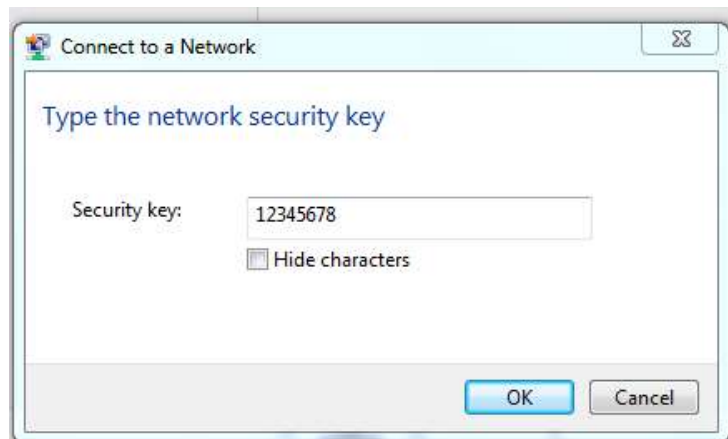 Connect to a Network
Type the network security key
Security key: 12345678
Hide characters
OK Cancel